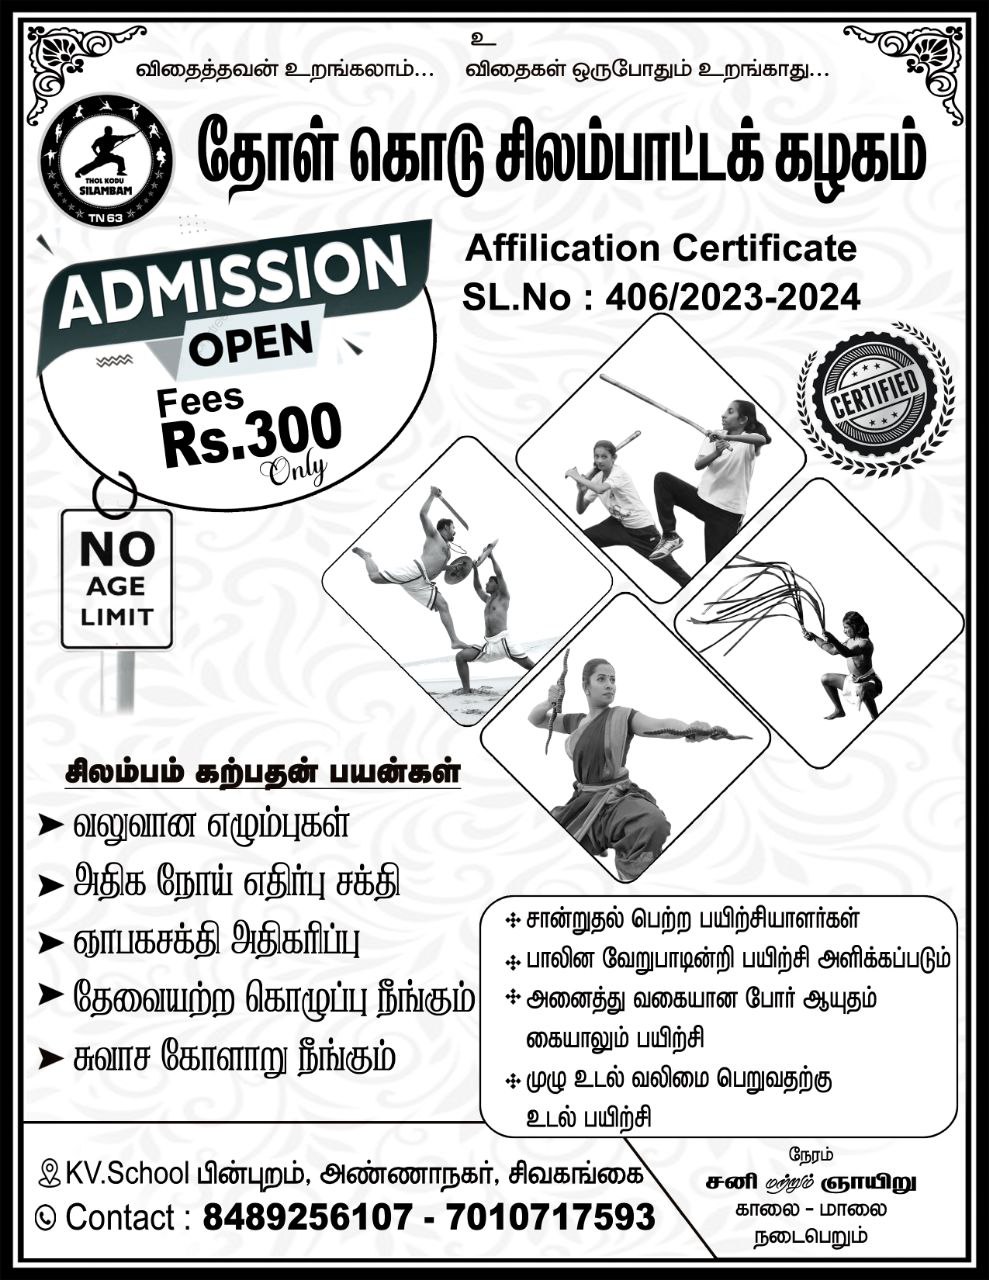 உ
விதைத்தவன் உறங்கலாம்... விதைகள் ஒருபோதும் உறங்காது...
தோள் கொடு சிலம்பாட்டக் கழகம்
THOL KODU
SILAMBAM
TN 63
Affilication Certificate
SL.No : 406/2023-2024
ADMISSION
OPEN
Fees
Rs.300
Only
CERTIFIED
NO
AGE
LIMIT
சிலம்பம் கற்பதன் பயன்கள்
வலுவான எழும்புகள்
அதிக நோய் எதிர்பு சக்தி
ஞாபகசக்தி அதிகரிப்பு
தேவையற்ற கொழுப்பு நீங்கும்
சுவாச கோளாறு நீங்கும்
சான்றுதல் பெற்ற பயிற்சியாளர்கள்
பாலின வேறுபாடின்றி பயிற்சி அளிக்கப்படும்
அனைத்து வகையான போர் ஆயுதம்
கையாலும் பயிற்சி
முழு உடல் வலிமை பெறுவதற்கு
உடல் பயிற்சி
KV.School பின்புறம், அண்ணாநகர், சிவகங்கை
Contact : 8489256107 - 7010717593
நேரம்
சனி மற்றும் ஞாயிறு
காலை - மாலை
நடைபெறும்